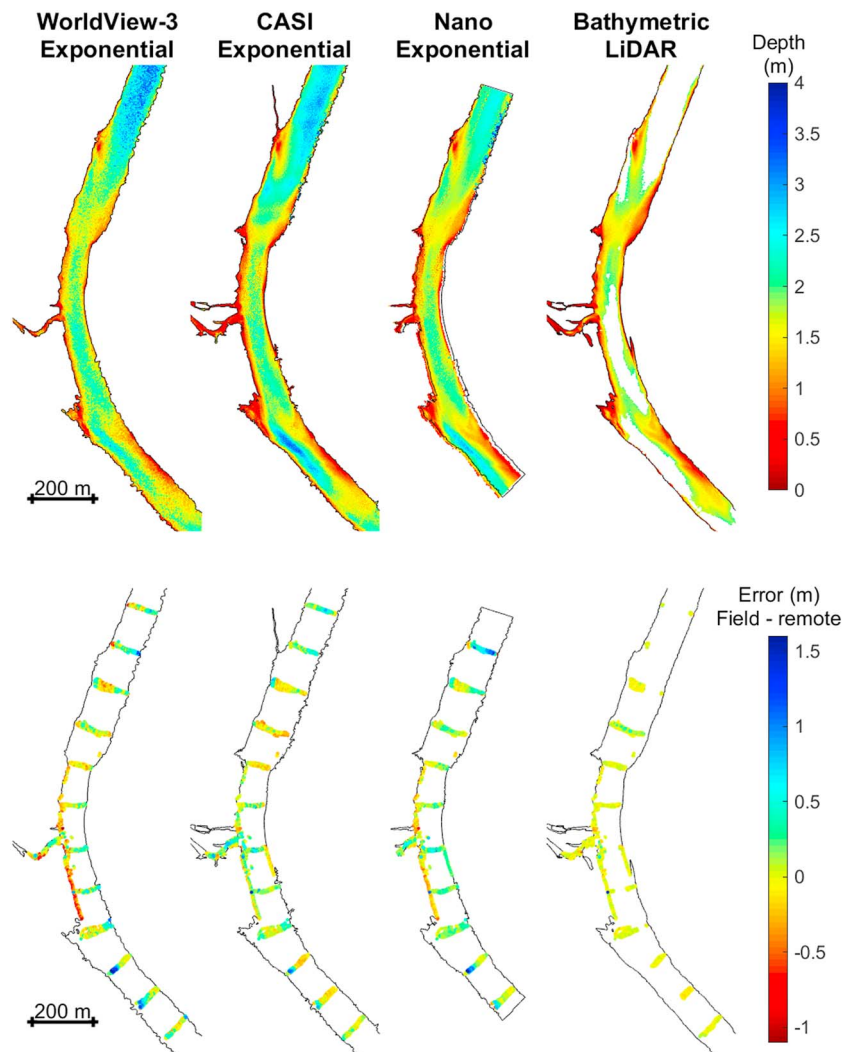 WorldView-3
Exponential
CASI
Exponential
Nano
Exponential
Bathymetric
LiDAR
Depth
(m)
4
3.5
3
2.5
2
1.5
1
0.5
0
200 m
Error (m)
Field - remote
1.5
1
0.5
0
-0.5
-1
200 m